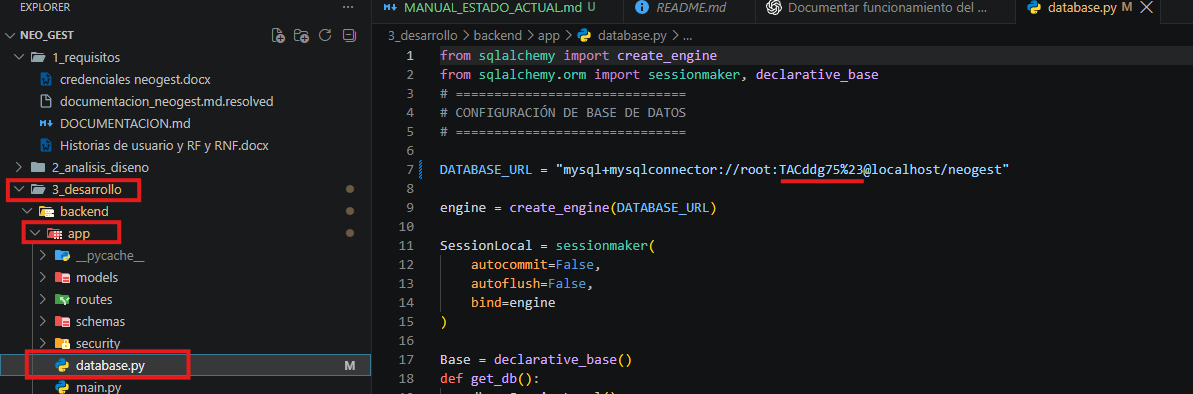 EXPLORER
NEO_GEST
1_requisitos
credenciales neogest.docx
documentacion_neogest.md.resolved
DOCUMENTACION.md
Historias de usuario y RF y RNF.docx
2_analisis_diseno
3_desarrollo
backend
app
__pycache__
models
routes
schemas
security
database.py M
main.py
MANUAL_ESTADO_ACTUAL.md U
README.md
Documentar funcionamiento del ...
database.py M
3_desarrollo > backend > app > database.py > ...
1 from sqlalchemy import create_engine
2 from sqlalchemy.orm import sessionmaker, declarative_base
3 # ==============================
4 # CONFIGURACIÓN DE BASE DE DATOS
5 # ==============================
6
7 DATABASE_URL = "mysql+mysqlconnector://root:TACddg75%23@localhost/neogest"
8
9 engine = create_engine(DATABASE_URL)
10
11 SessionLocal = sessionmaker(
12 autocommit=False,
13 autoflush=False,
14 bind=engine
15 )
16
17 Base = declarative_base()
18 def get_db():